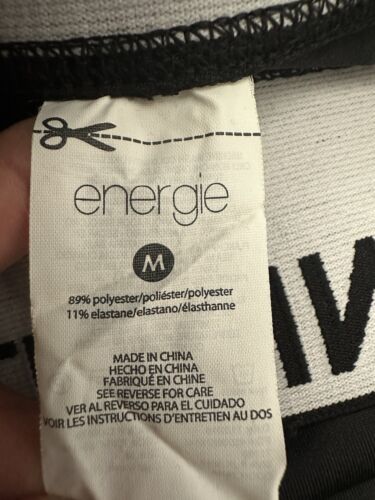 energie
M
89% polyester/poliéster/polyester
11% elastane/elastano/élasthanne
MADE IN CHINA
HECHO EN CHINA
FABRIQUÉ EN CHINE
SEE REVERSE FOR CARE
VER AL REVERSO PARA EL CUIDADO
VOIR LES INSTRUCTIONS D'ENTRETIEN AU DOS